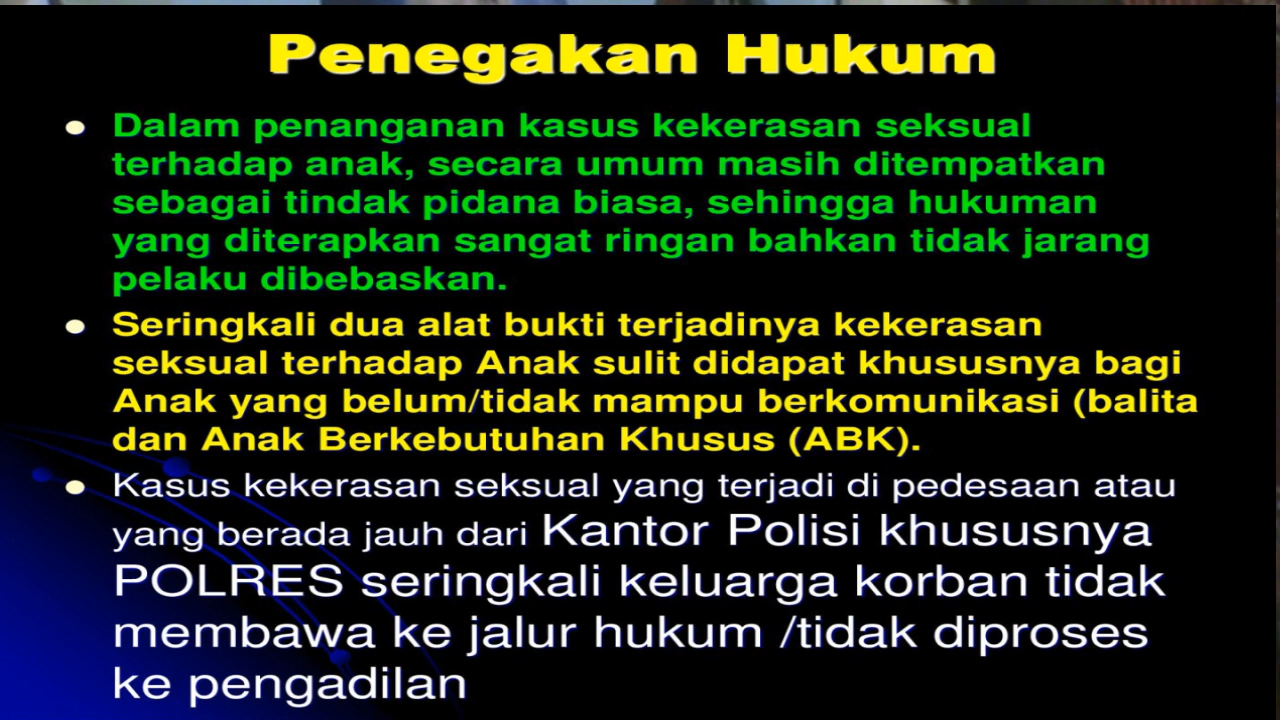 Penegakan Hukum
Dalam penanganan kasus kekerasan seksual
terhadap anak, secara umum masih ditempatkan
sebagai tindak pidana biasa, sehingga hukuman
yang diterapkan sangat ringan bahkan tidak jarang
pelaku dibebaskan.
Seringkali dua alat bukti terjadinya kekerasan
seksual terhadap Anak sulit didapat khususnya bagi
Anak yang belum/tidak mampu berkomunikasi (balita
dan Anak Berkebutuhan Khusus (ABK).
Kasus kekerasan seksual yang terjadi di pedesaan atau
yang berada jauh dari Kantor Polisi khususnya
POLRES seringkali keluarga korban tidak
membawa ke jalur hukum /tidak diproses
ke pengadilan